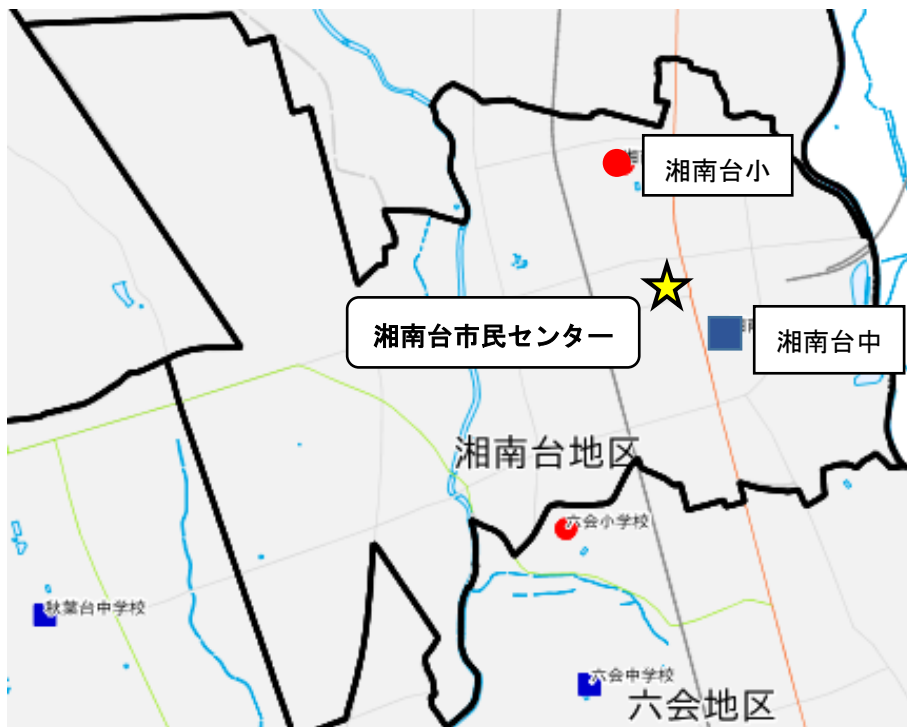 湘南台小
湘南台市民センター
湘南台中
湘南台地区
六会小学校
秋葉台中学校
六会中学校
六会地区